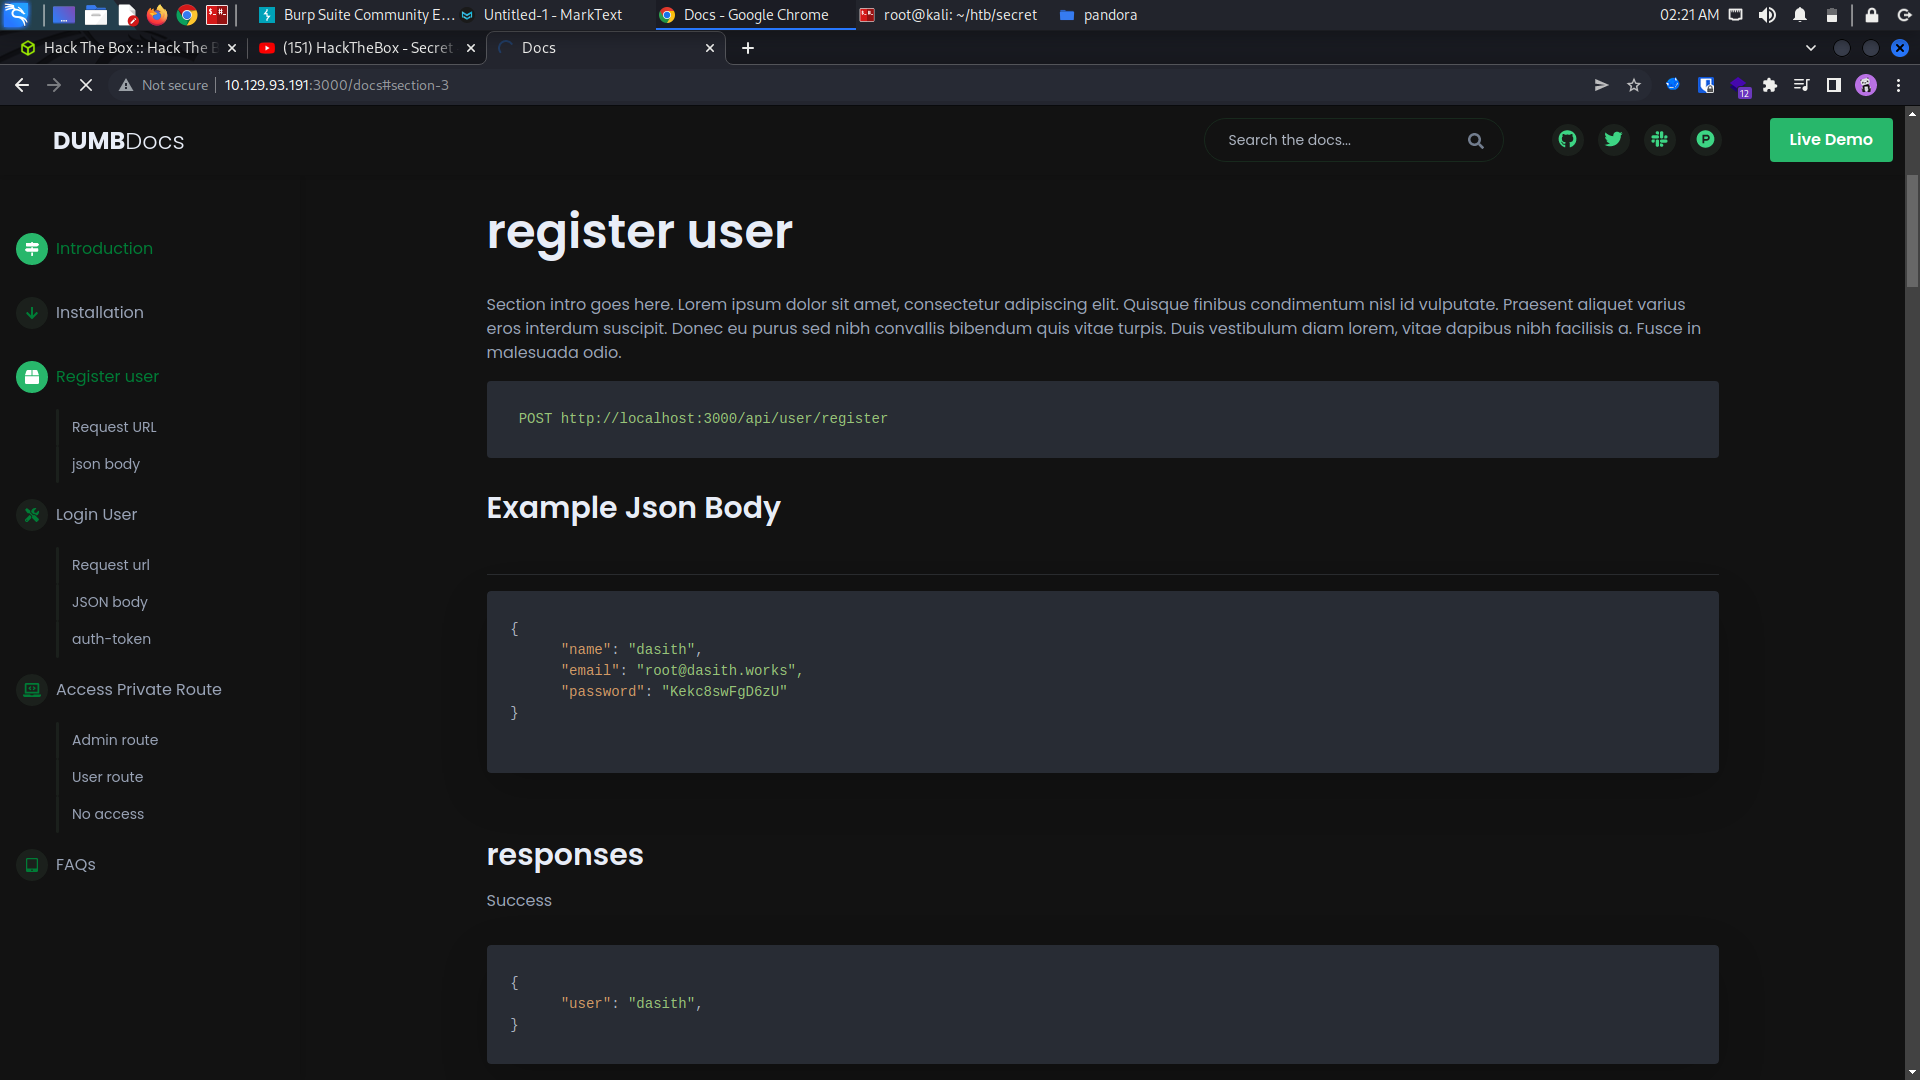 Burp Suite Community E...
Untitled-1 - MarkText
Docs - Google Chrome
root@kali: ~/htb/secret
pandora
02:21 AM
Hack The Box :: Hack The B
(151) HackTheBox - Secret
Docs
Not secure
10.129.93.191:3000/docs#section-3
12
DUMBDocs
Search the docs...
Live Demo
Introduction
Installation
Register user
Request URL
json body
Login User
Request url
JSON body
auth-token
Access Private Route
Admin route
User route
No access
FAQs
register user
Section intro goes here. Lorem ipsum dolor sit amet, consectetur adipiscing elit. Quisque finibus condimentum nisl id vulputate. Praesent aliquet varius
eros interdum suscipit. Donec eu purus sed nibh convallis bibendum quis vitae turpis. Duis vestibulum diam lorem, vitae dapibus nibh facilisis a. Fusce in
malesuada odio.
POST http://localhost:3000/api/user/register
Example Json Body
{
"name": "dasith",
"email": "root@dasith.works",
"password": "Kekc8swFgD6zU"
}
responses
Success
{
"user": "dasith",
}